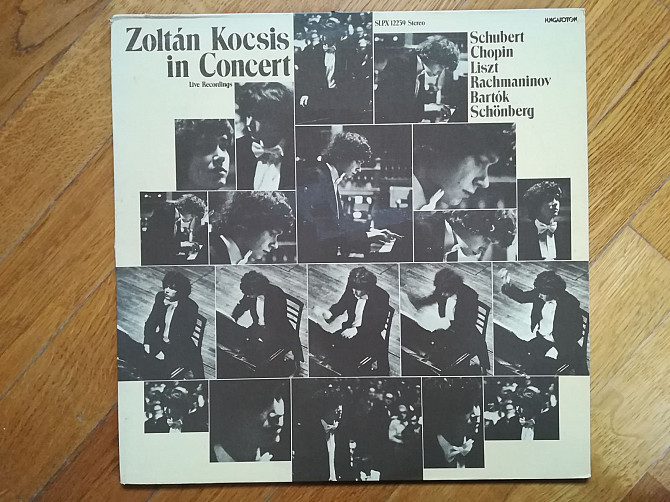 Zoltán Kocsis
in Concert
Live Recordings
SLPX 12259 Stereo
HUNGAROTON
Schubert
Chopin
Liszt
Rachmaninov
Bartók
Schönberg